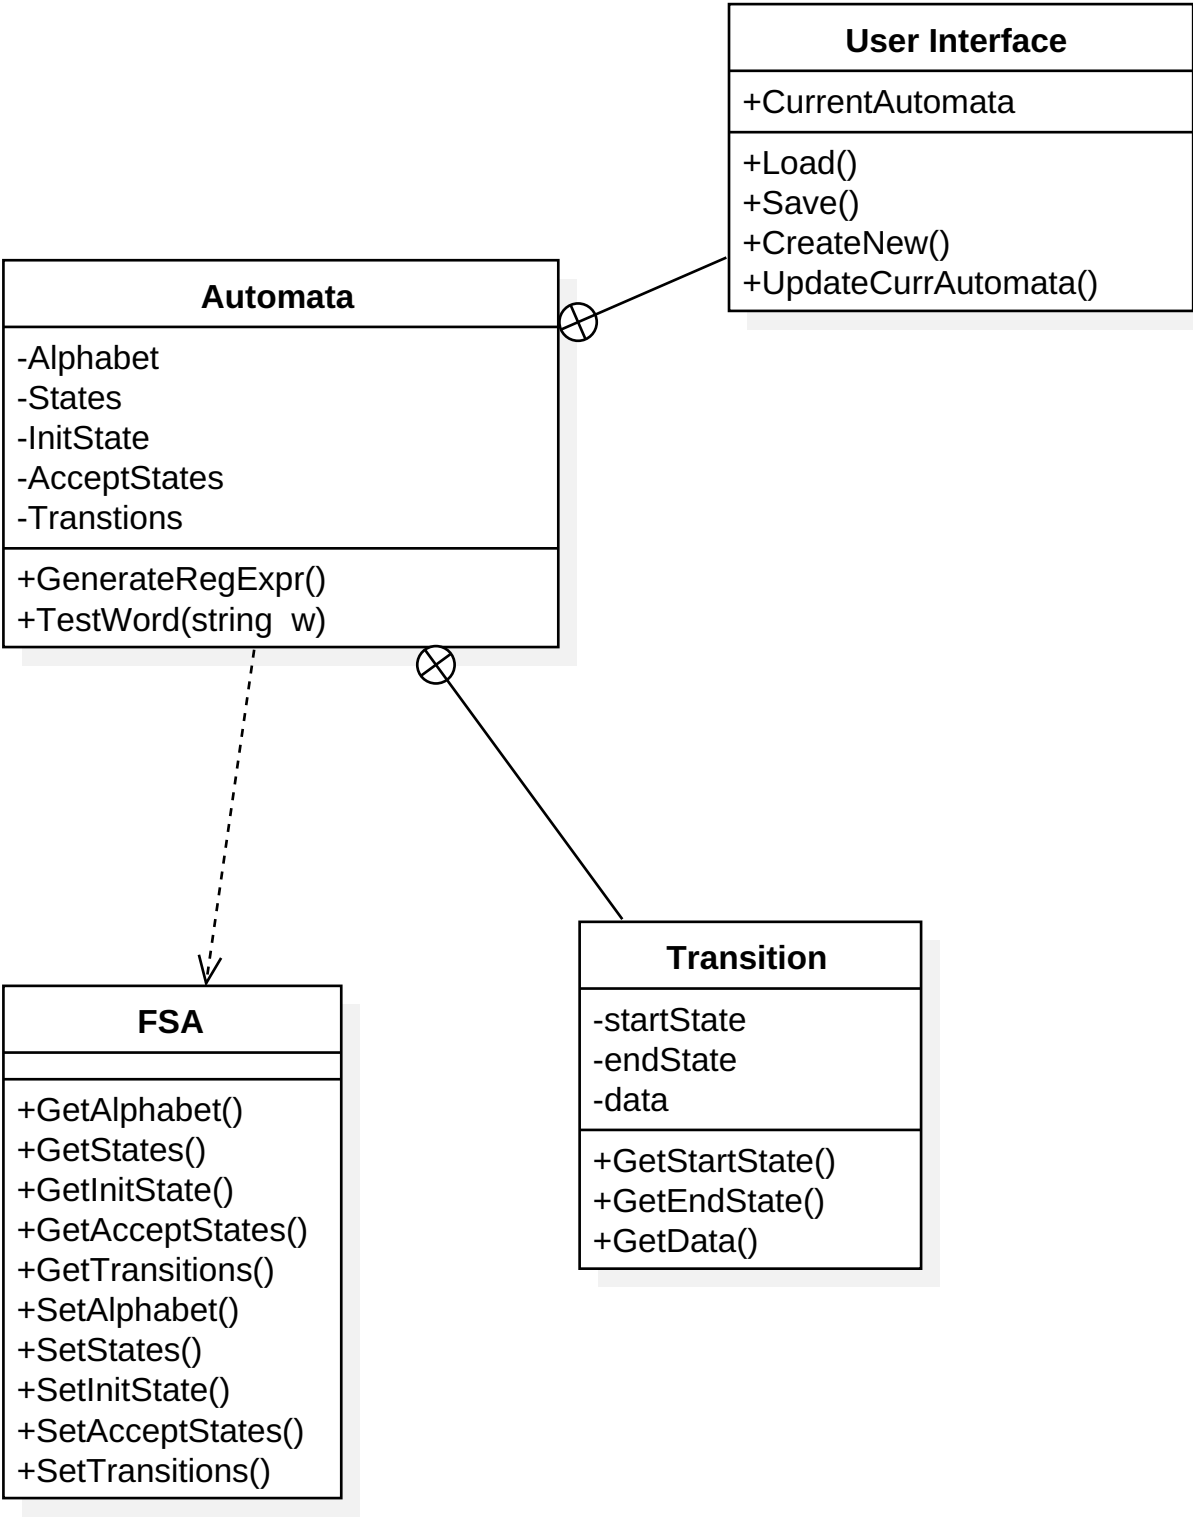 User Interface
+CurrentAutomata
+Load()
+Save()
+CreateNew()
+UpdateCurrAutomata()
Automata
-Alphabet
-States
-InitState
-AcceptStates
-Transtions
+GenerateRegExpr()
+TestWord(string w)
Transition
-startState
-endState
-data
+GetStartState()
+GetEndState()
+GetData()
FSA
+GetAlphabet()
+GetStates()
+GetInitState()
+GetAcceptStates()
+GetTransitions()
+SetAlphabet()
+SetStates()
+SetInitState()
+SetAcceptStates()
+SetTransitions()